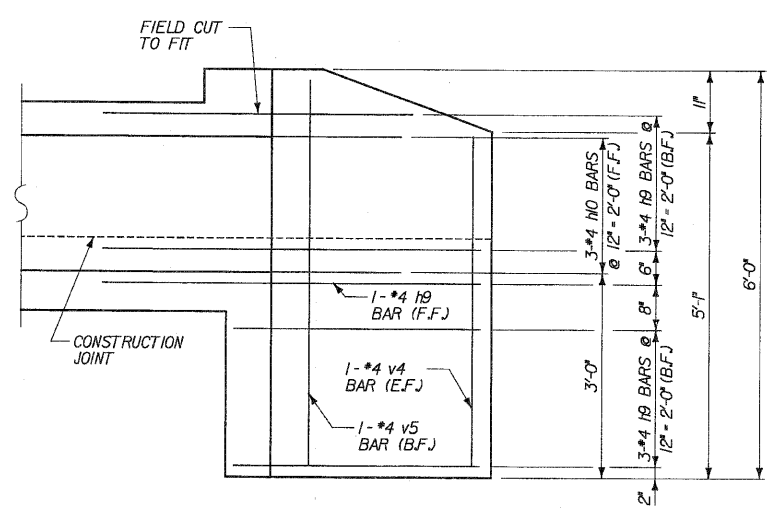 FIELD CUT
TO FIT
11"
3-#4 h9 BARS @
12" = 2'-0" (B.F.)
3-#4 h10 BARS
@ 12" = 2'-0" (F.F.)
6"
5'-1"
6'-0"
1-#4 h9
BAR (F.F.)
8"
CONSTRUCTION
JOINT
1-#4 v4
BAR (E.F.)
3'-0"
3-#4 h9 BARS @
12" = 2'-0" (B.F.)
1-#4 v5
BAR (B.F.)
2"